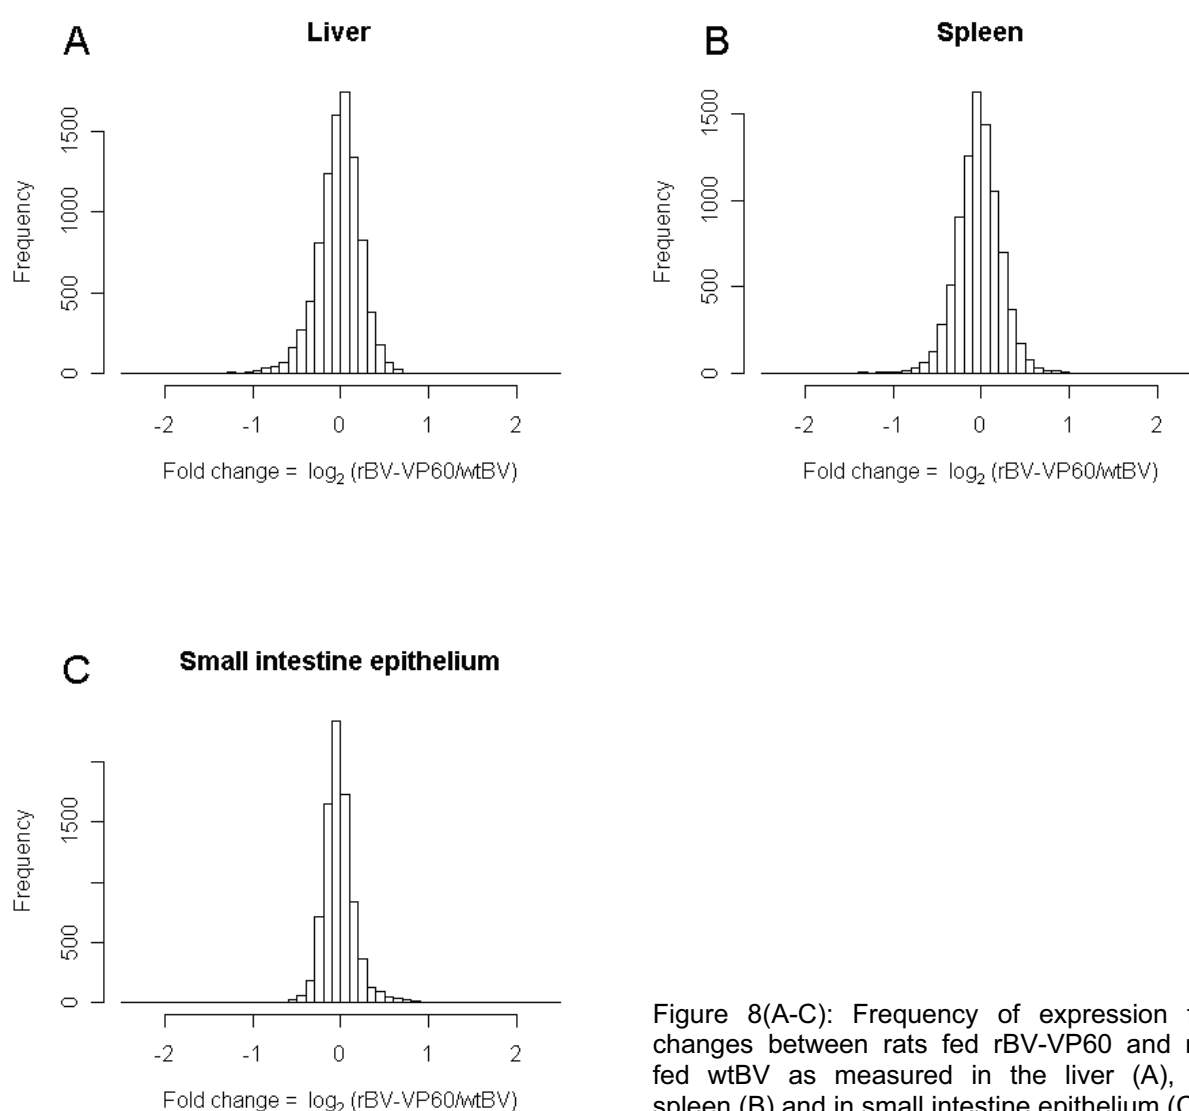 A
Liver
Frequency
0
500
1000
1500
-2 -1 0 1 2
Fold change = log₂ (rBV-VP60/wtBV)
B
Spleen
Frequency
0
500
1000
1500
-2 -1 0 1 2
Fold change = log₂ (rBV-VP60/wtBV)
C
Small intestine epithelium
Frequency
0
500
1500
-2 -1 0 1 2
Fold change = log₂ (rBV-VP60/wtBV)
Figure 8(A-C): Frequency of expression
changes between rats fed rBV-VP60 and
fed wtBV as measured in the liver (A),
spleen (B) and in small intestine epithelium (C